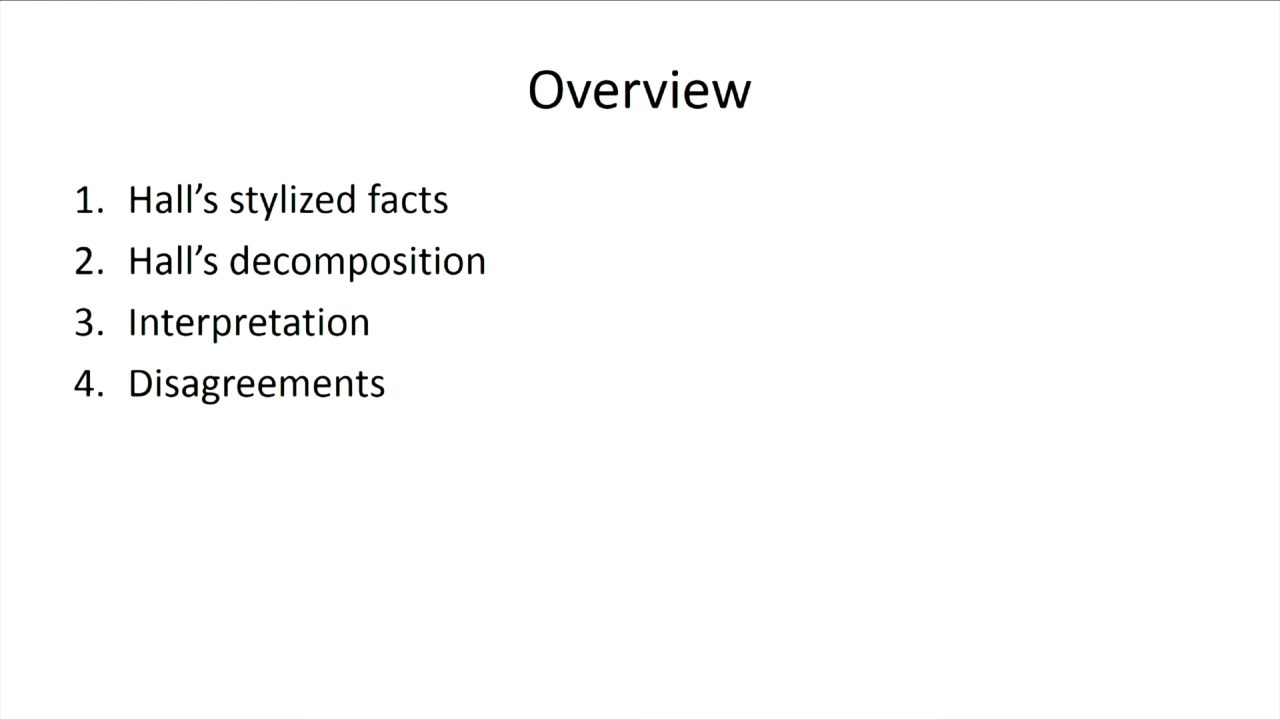 Overview
1. Hall’s stylized facts
2. Hall’s decomposition
3. Interpretation
4. Disagreements